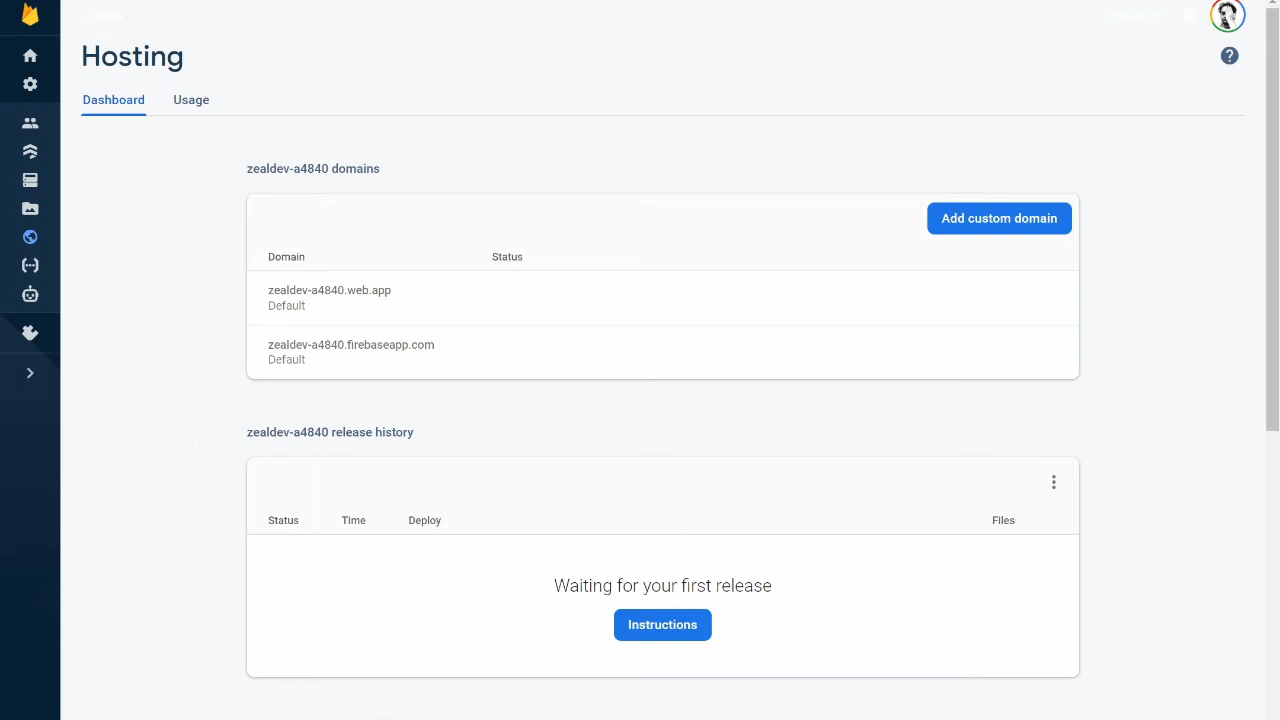 Hosting
Dashboard Usage
zealdev-a4840 domains
Add custom domain
Domain Status
zealdev-a4840.web.app
Default
zealdev-a4840.firebaseapp.com
Default
zealdev-a4840 release history
Status Time Deploy Files
Waiting for your first release
Instructions